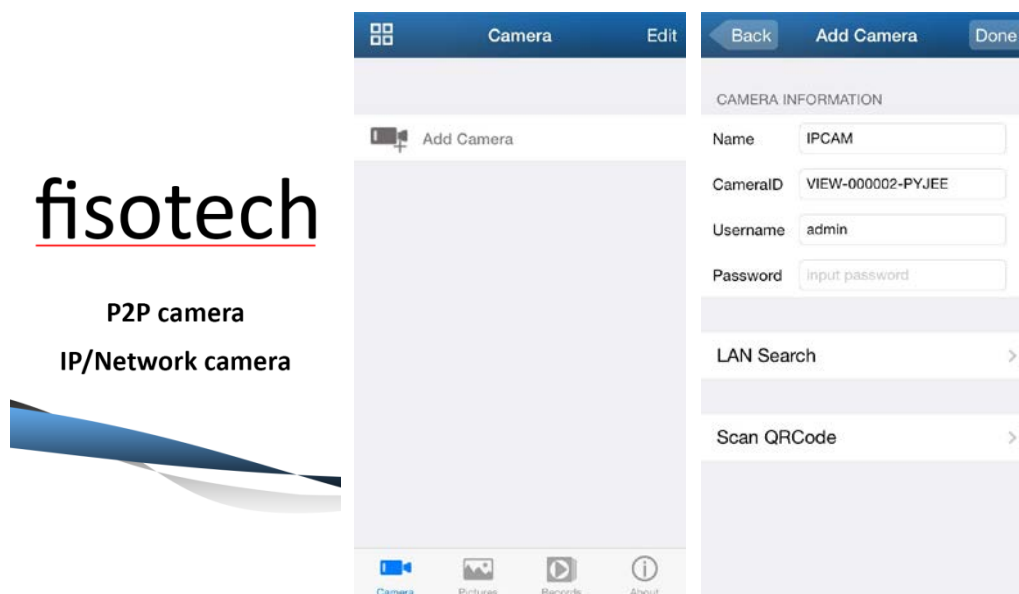 fisotech
P2P camera
IP/Network camera
Camera
Edit
Add Camera
Camera
Pictures
Records
About
Back
Add Camera
Done
CAMERA INFORMATION
Name
IPCAM
CameraID
VIEW-000002-PYJEE
Username
admin
Password
input password
LAN Search
Scan QRCode